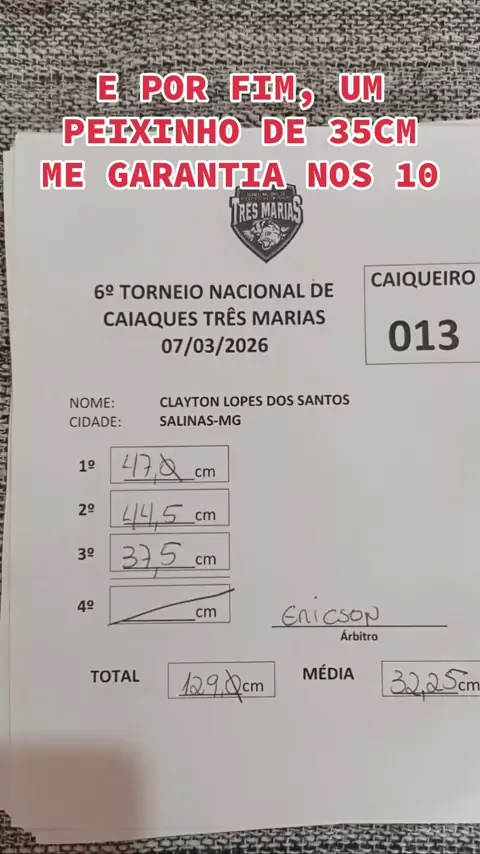 E POR FIM, UM
PEIXINHO DE 35CM
ME GARANTIA NOS 10
TRÊS MARIAS
6º TORNEIO NACIONAL DE
CAIAQUES TRÊS MARIAS
07/03/2026
CAIQUEIRO
013
NOME: CLAYTON LOPES DOS SANTOS
CIDADE: SALINAS-MG
1º 47,0 cm
2º 44,5 cm
3º 37,5 cm
4º cm
ERICSON
Árbitro
TOTAL 129,0 cm
MÉDIA 32,25 cm